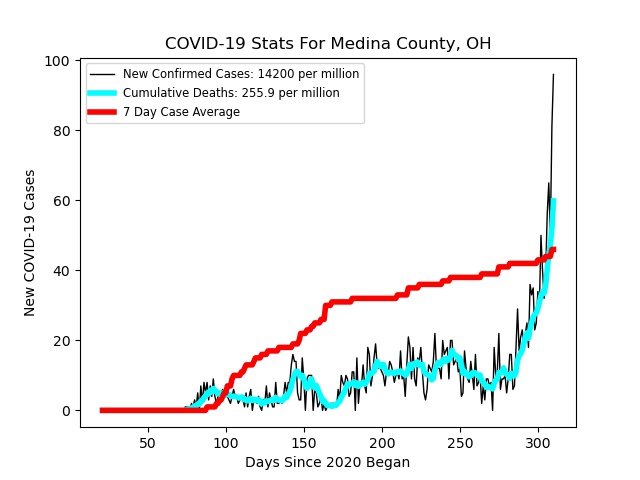 COVID-19 Stats For Medina County, OH
New Confirmed Cases: 14200 per million
Cumulative Deaths: 255.9 per million
7 Day Case Average
New COVID-19 Cases
100
80
60
40
20
0
50 100 150 200 250 300
Days Since 2020 Began